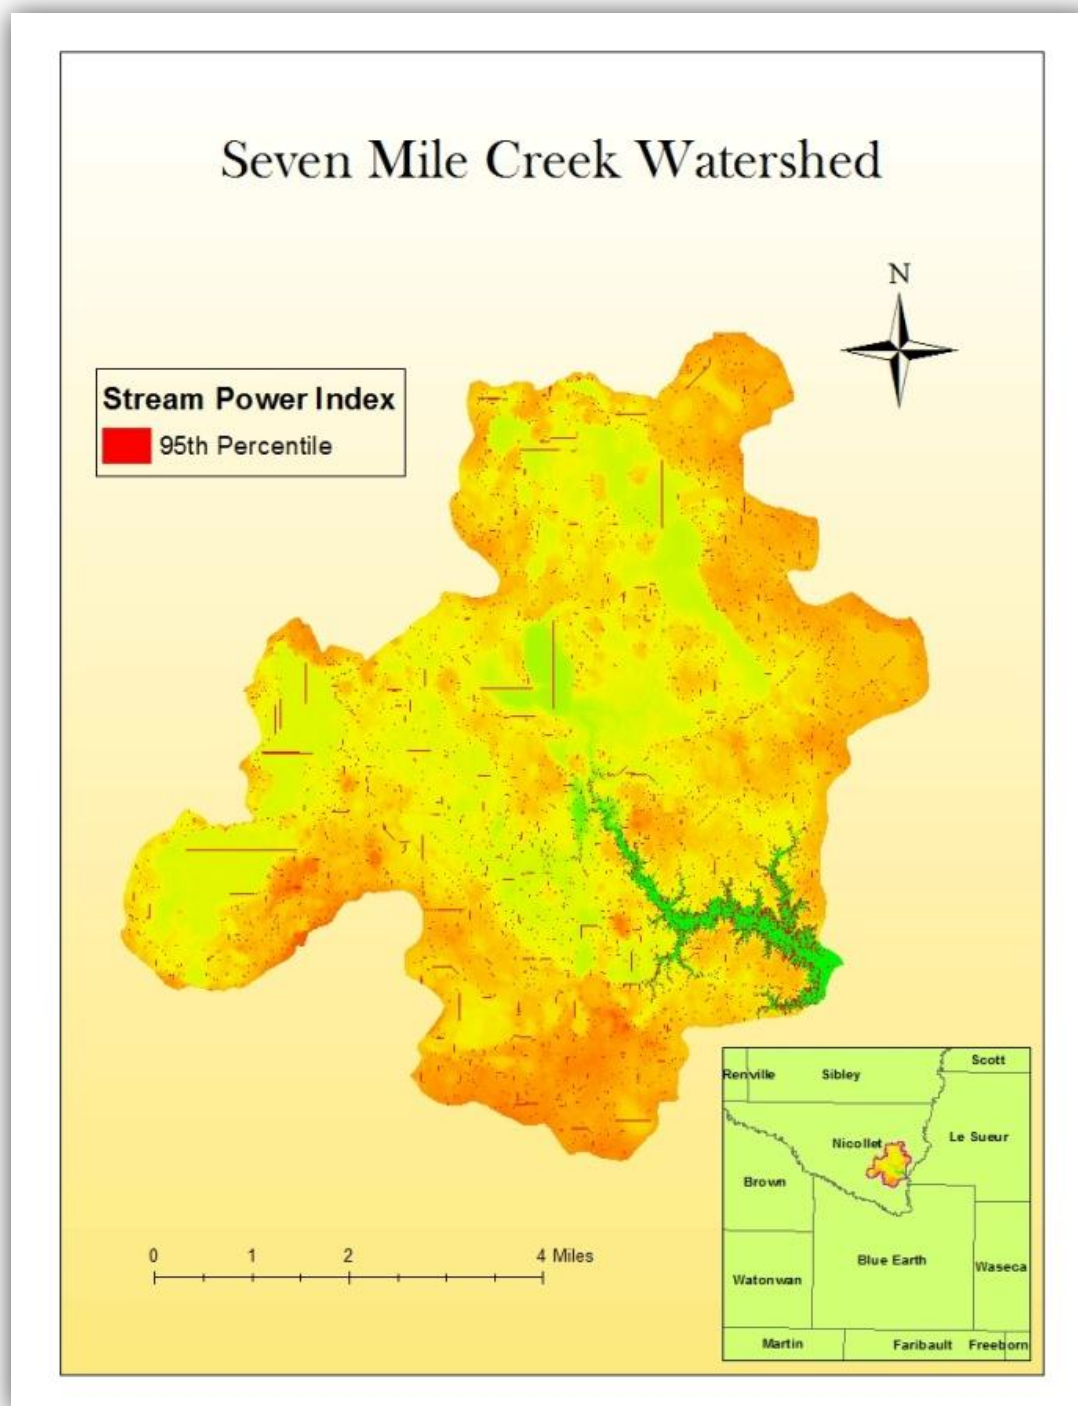 Seven Mile Creek Watershed
N
Stream Power Index
95th Percentile
0 1 2 4 Miles
Scott
Renville Sibley
Nicollet Le Sueur
Brown
Blue Earth
Watonwan Waseca
Martin Faribault Freeborn